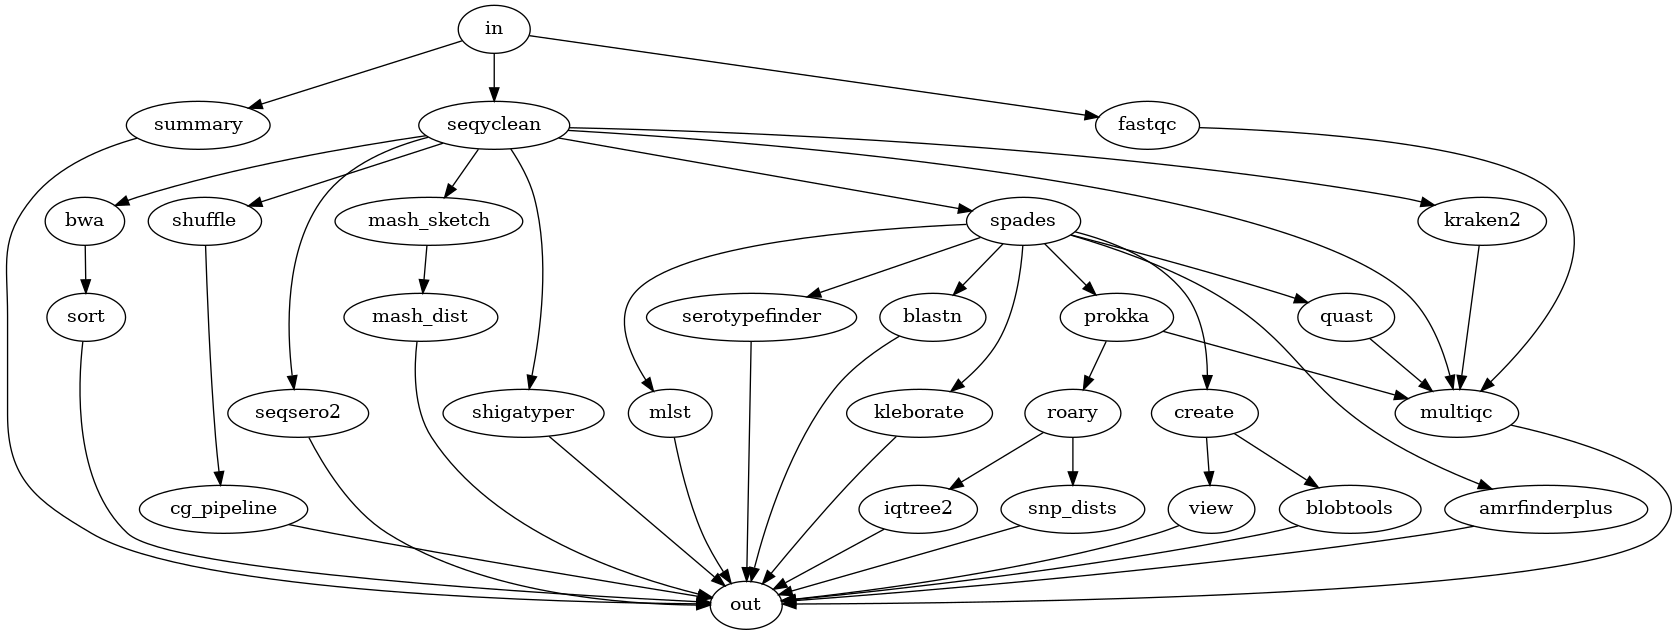 in
summary
seqyclean
fastqc
bwa
shuffle
mash_sketch
spades
kraken2
sort
mash_dist
serotypefinder
blastn
prokka
quast
seqsero2
shigatyper
mlst
kleborate
roary
create
multiqc
cg_pipeline
iqtree2
snp_dists
view
blobtools
amrfinderplus
out